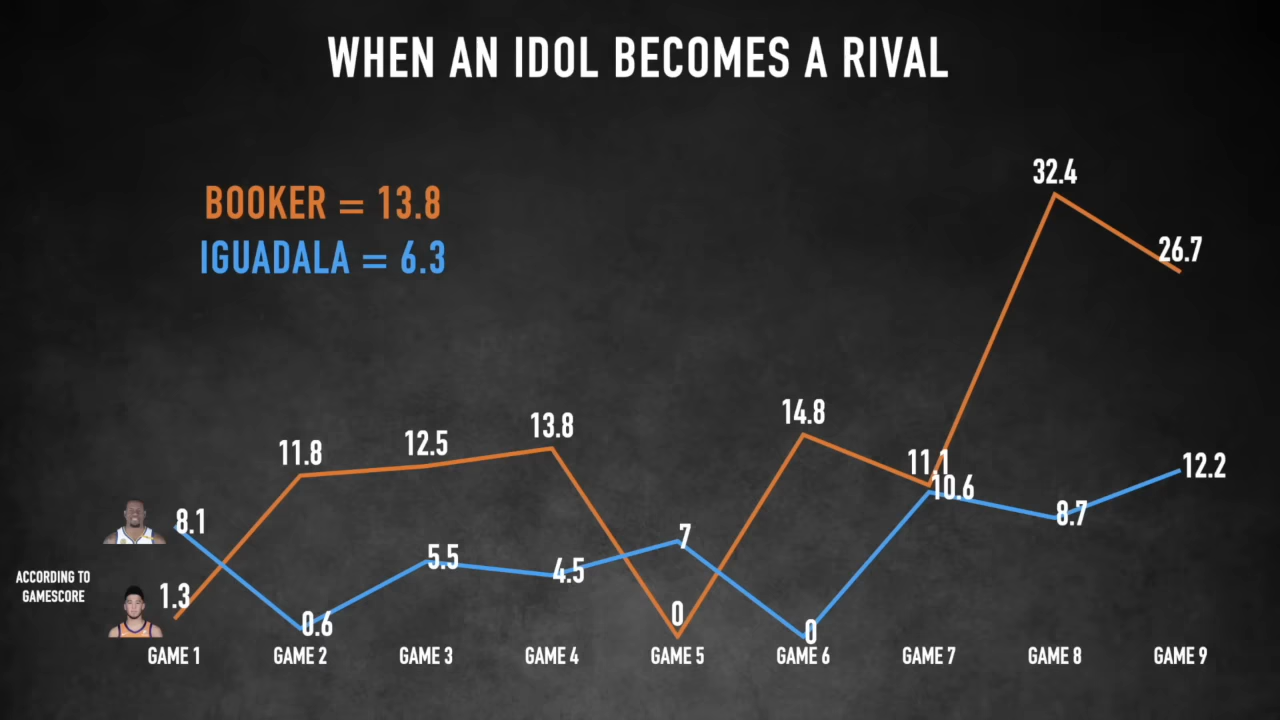 WHEN AN IDOL BECOMES A RIVAL
BOOKER = 13.8
IGUADALA = 6.3
32.4
26.7
14.8
13.8
12.5
11.8
11.1
10.6
12.2
8.1
8.7
7
5.5
4.5
ACCORDING TO
GAMESCORE
1.3
0.6
0
0
GAME 1
GAME 2
GAME 3
GAME 4
GAME 5
GAME 6
GAME 7
GAME 8
GAME 9